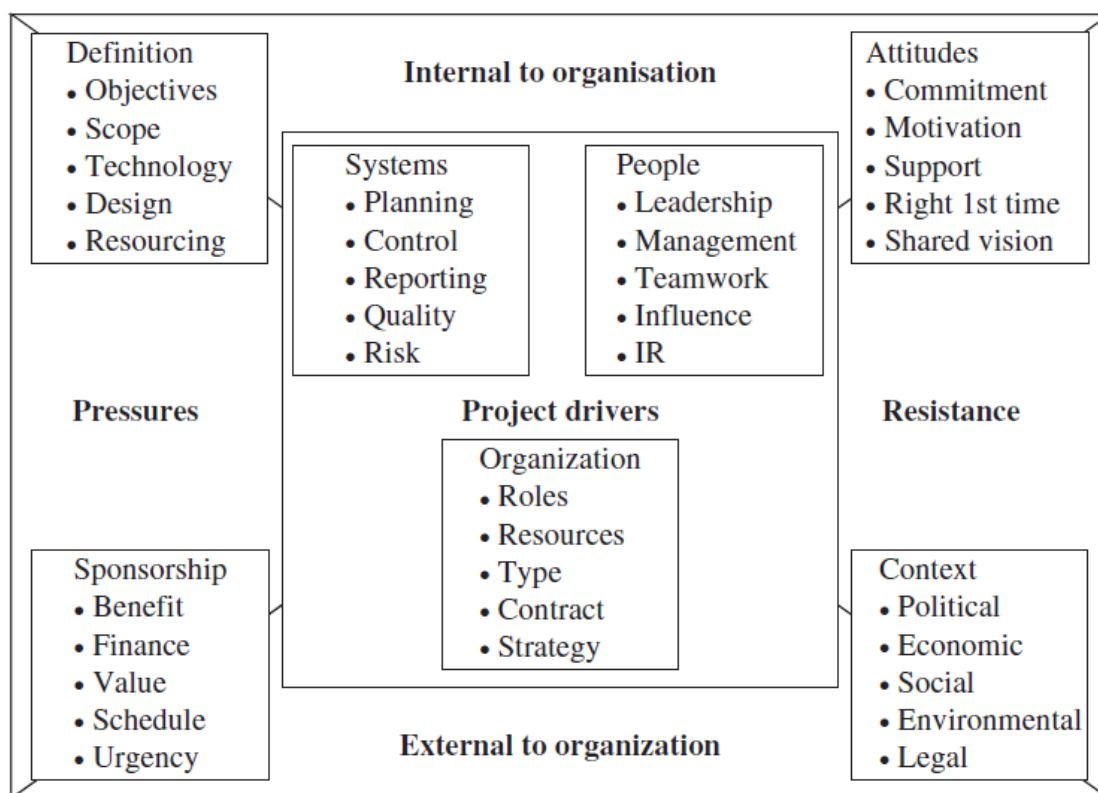 Definition
• Objectives
• Scope
• Technology
• Design
• Resourcing
Internal to organisation
Attitudes
• Commitment
• Motivation
• Support
• Right 1st time
• Shared vision
Systems
• Planning
• Control
• Reporting
• Quality
• Risk
People
• Leadership
• Management
• Teamwork
• Influence
• IR
Pressures
Project drivers
Resistance
Organization
• Roles
• Resources
• Type
• Contract
• Strategy
Sponsorship
• Benefit
• Finance
• Value
• Schedule
• Urgency
Context
• Political
• Economic
• Social
• Environmental
• Legal
External to organization